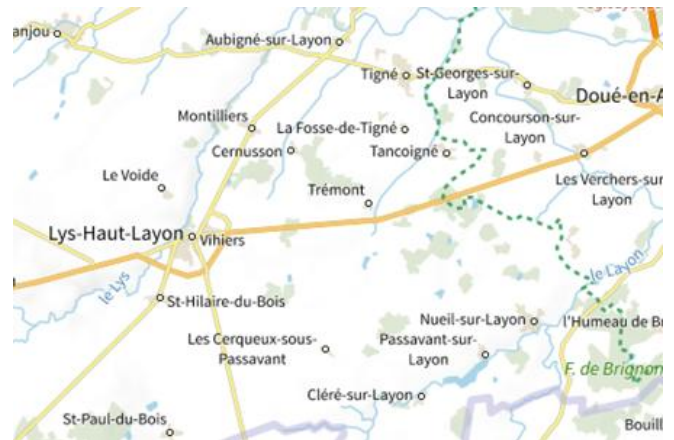 anjou
Aubigné-sur-Layon
Tigné
St-Georges-sur-
Layon
Doué-en-A
Montilliers
La Fosse-de-Tigné
Concourson-sur-
Layon
Cernusson
Tancoigné
Le Voide
Trémont
Les Verchers-sur
Layon
Lys-Haut-Layon
Vihiers
le Lys
le Layon
St-Hilaire-du-Bois
Nueil-sur-Layon
l'Humeau de Br
Les Cerqueux-sous-
Passavant
Passavant-sur-
Layon
F. de Brignon
Cléré-sur-Layon
St-Paul-du-Bois
Bouill